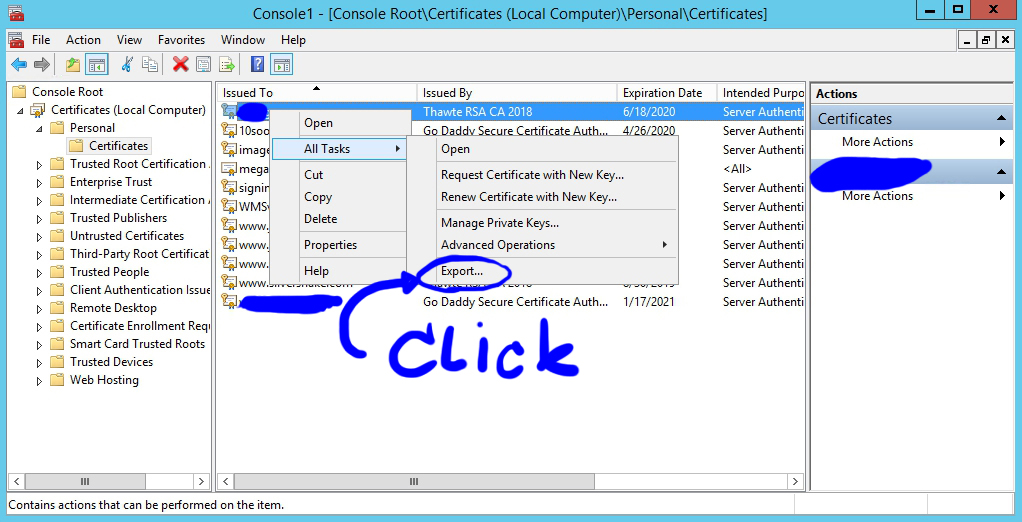 Console1 - [Console Root\Certificates (Local Computer)\Personal\Certificates]
File Action View Favorites Window Help
Console Root
Certificates (Local Computer)
Personal
Certificates
Trusted Root Certification
Enterprise Trust
Intermediate Certification
Trusted Publishers
Untrusted Certificates
Third-Party Root Certificat
Trusted People
Client Authentication Issue
Remote Desktop
Certificate Enrollment Requ
Smart Card Trusted Roots
Trusted Devices
Web Hosting
Issued To Issued By Expiration Date Intended Purpo
Thawte RSA CA 2018 6/18/2020 Server Authenti
10soo Go Daddy Secure Certificate Auth... 4/26/2020 Server Authenti
image Server Authenti
mega <All>
signin Server Authenti
WMSv Server Authenti
www. Server Authenti
www. Server Authenti
www. Server Authenti
Server Authenti
Go Daddy Secure Certificate Auth... 1/17/2021 Server Authenti
Open
All Tasks
Cut
Copy
Delete
Properties
Help
Open
Request Certificate with New Key...
Renew Certificate with New Key...
Manage Private Keys...
Advanced Operations
Export...
CLICK
Actions
Certificates
More Actions
More Actions
Contains actions that can be performed on the item.